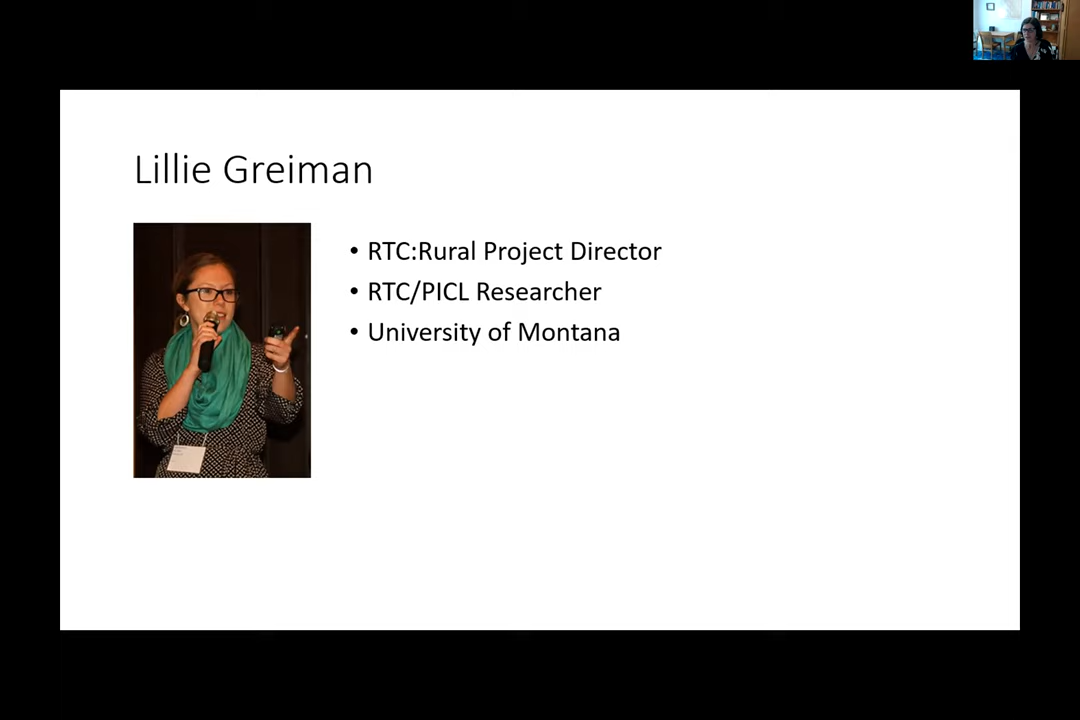 Lillie Greiman
• RTC:Rural Project Director
• RTC/PICL Researcher
• University of Montana